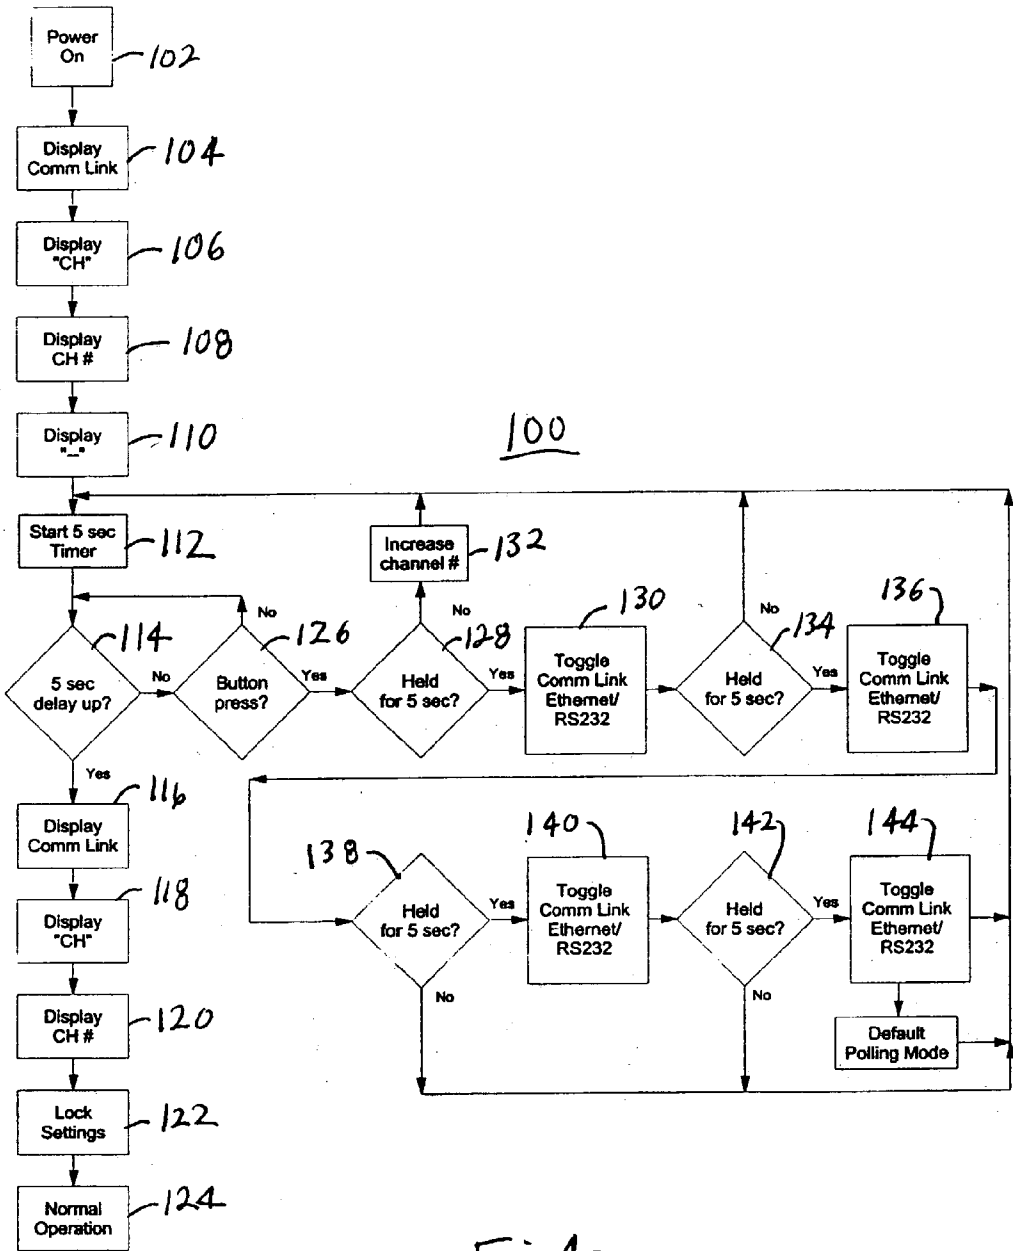 Power
On
102
Display
Comm Link
104
Display
"CH"
106
Display
CH #
108
Display
"--"
110
100
Start 5 sec
Timer
112
Increase
channel #
132
5 sec
delay up?
114
No
Yes
Button
press?
126
No
Yes
Held
for 5 sec?
128
No
Yes
Toggle
Comm Link
Ethernet/
RS232
130
Held
for 5 sec?
134
No
Yes
Toggle
Comm Link
Ethernet/
RS232
136
Display
Comm Link
116
Display
"CH"
118
Display
CH #
120
Lock
Settings
122
Normal
Operation
124
Held
for 5 sec?
138
Yes
No
Toggle
Comm Link
Ethernet/
RS232
140
Held
for 5 sec?
142
Yes
No
Toggle
Comm Link
Ethernet/
RS232
144
Default
Polling Mode